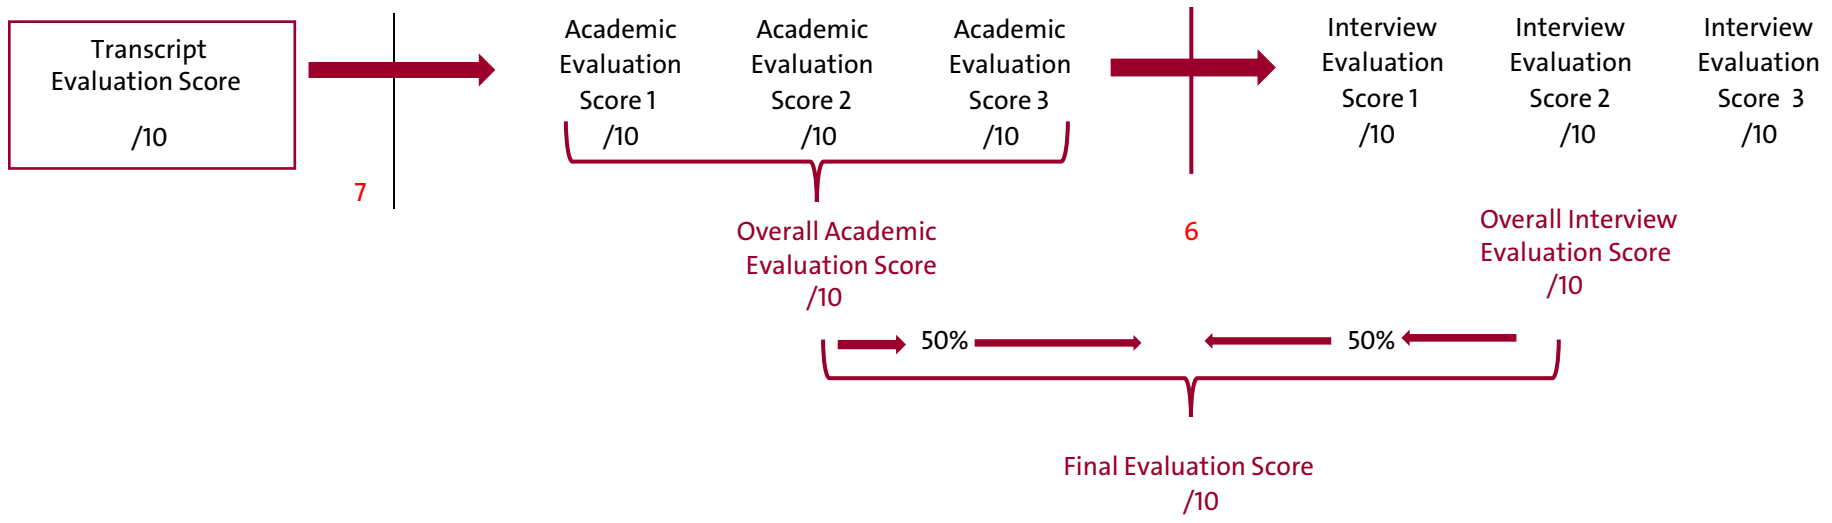 Transcript
Evaluation Score
/10
7
Academic
Evaluation
Score 1
/10
Academic
Evaluation
Score 2
/10
Academic
Evaluation
Score 3
/10
Overall Academic
Evaluation Score
/10
6
Interview
Evaluation
Score 1
/10
Interview
Evaluation
Score 2
/10
Interview
Evaluation
Score 3
/10
Overall Interview
Evaluation Score
/10
50%
50%
Final Evaluation Score
/10